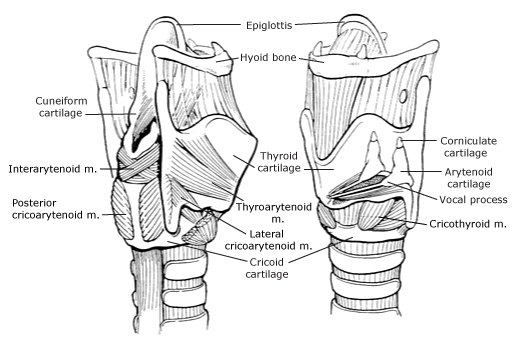 Epiglottis
Hyoid bone
Cuneiform
cartilage
Interarytenoid m.
Posterior
cricoarytenoid m.
Thyroid
cartilage
Thyroarytenoid
m.
Lateral
cricoarytenoid m.
Cricoid
cartilage
Corniculate
cartilage
Arytenoid
cartilage
Vocal process
Cricothyroid m.